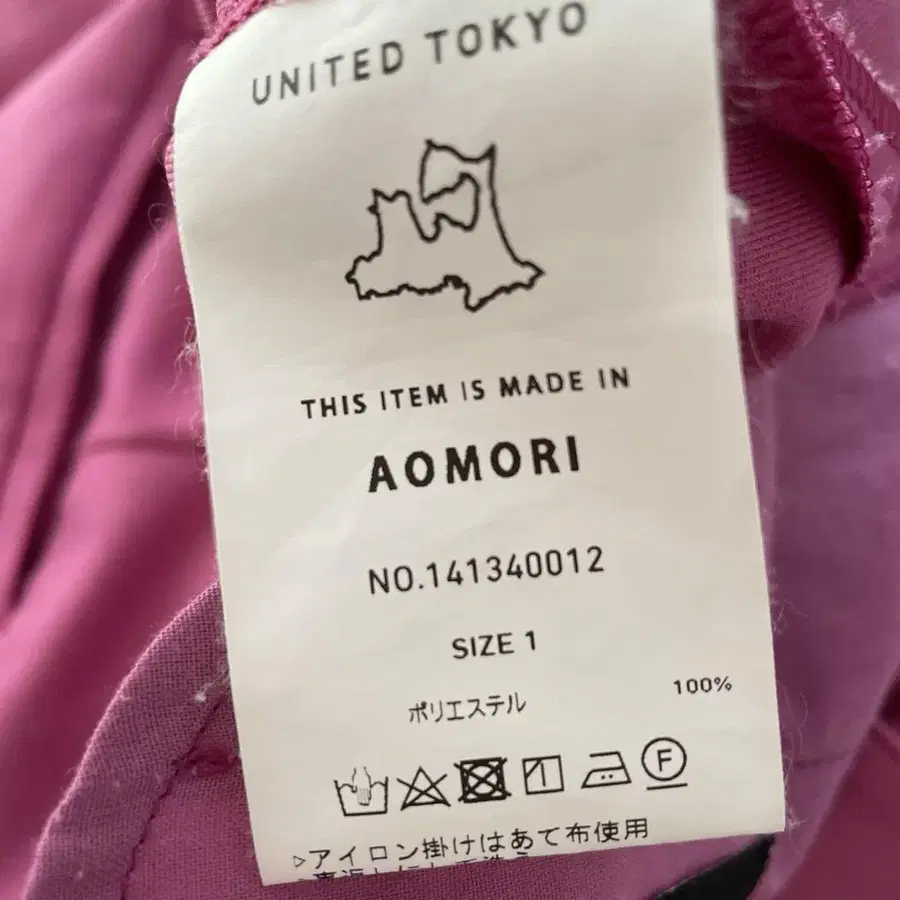 UNITED TOKYO
THIS ITEM IS MADE IN
AOMORI
NO.141340012
SIZE 1
ポリエステル 100%
F
▷アイロン掛けはあて布使用